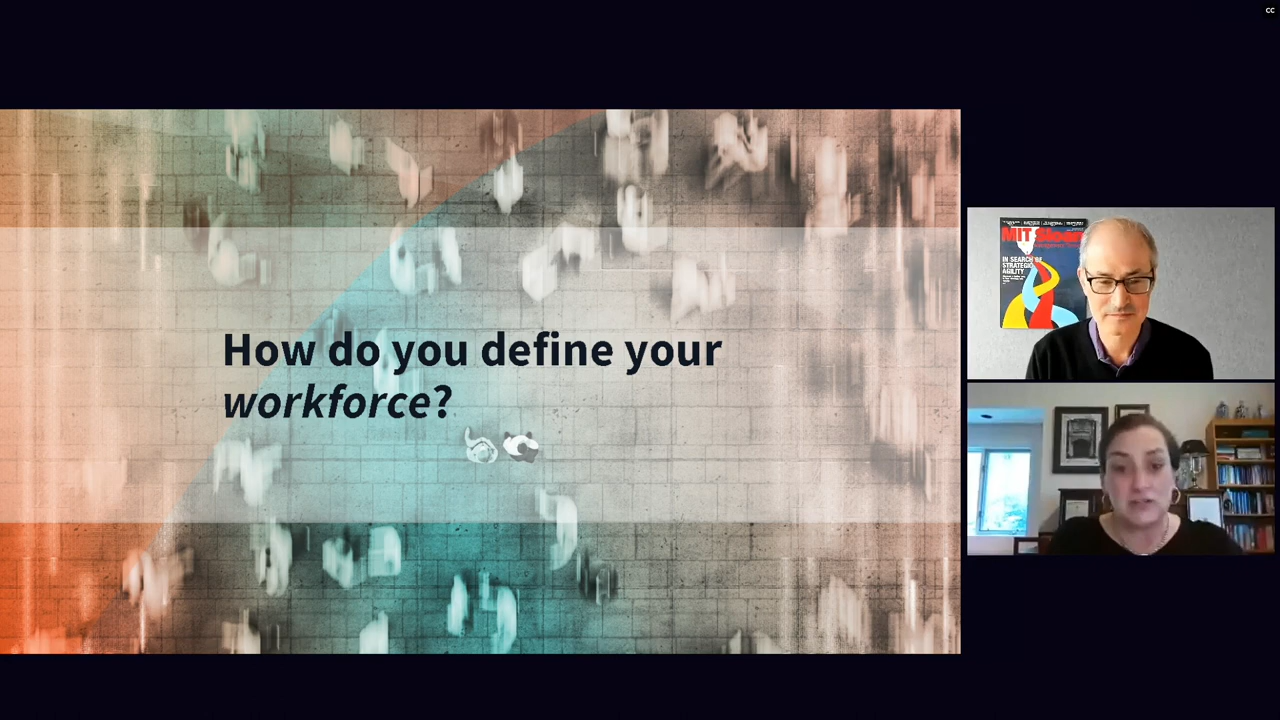 cc
How do you define your
workforce?
MIT Sloan
IN SEARCH OF
STRATEGIC
AGILITY